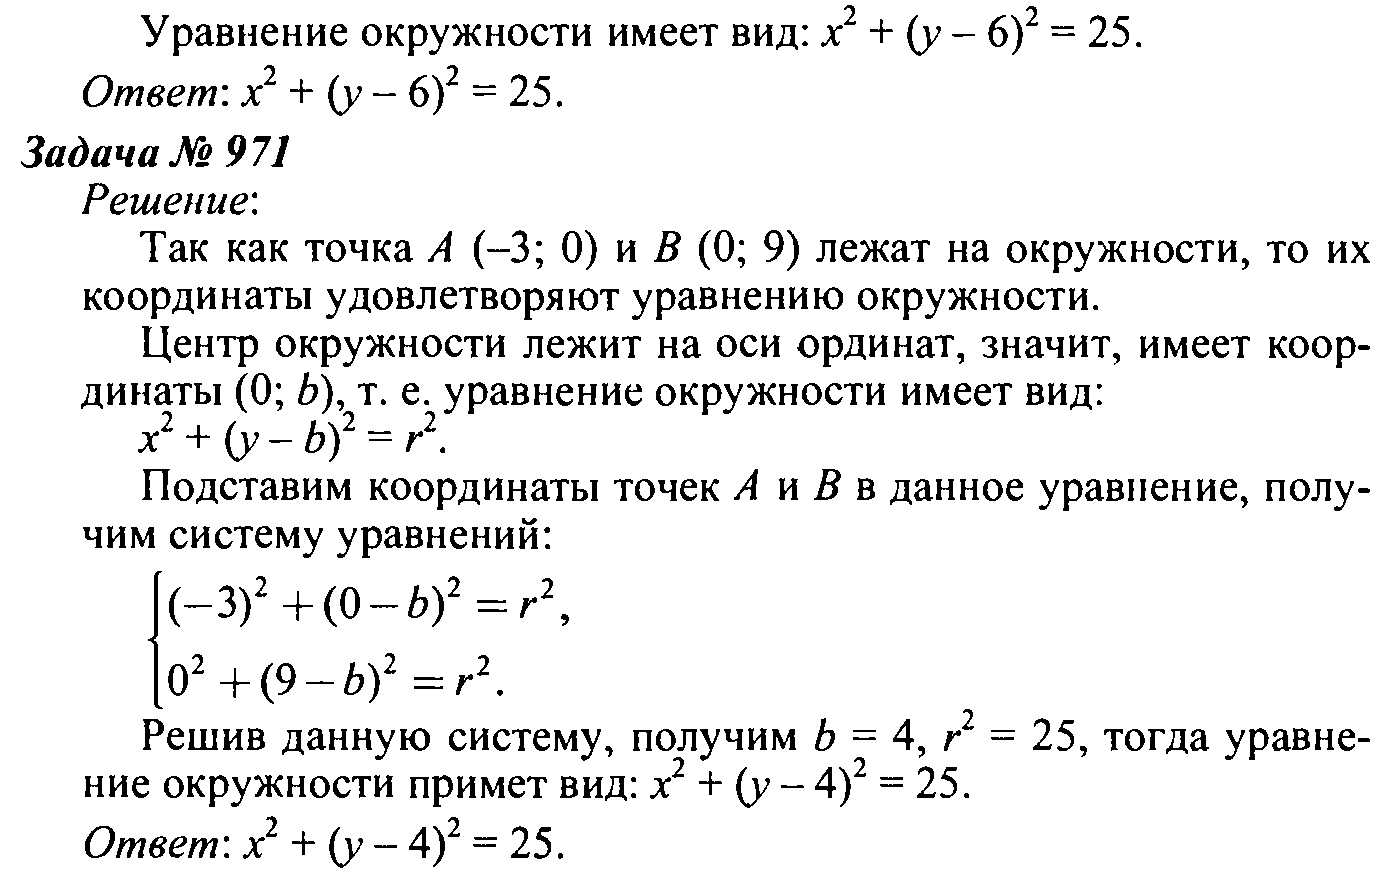 Уравнение окружности имеет вид: x² + (y – 6)² = 25.
Ответ: x² + (y – 6)² = 25.
Задача № 971
Решение:
Так как точка A (–3; 0) и B (0; 9) лежат на окружности, то их
координаты удовлетворяют уравнению окружности.
Центр окружности лежит на оси ординат, значит, имеет коор-
динаты (0; b), т. е. уравнение окружности имеет вид:
x² + (y – b)² = r².
Подставим координаты точек A и B в данное уравнение, полу-
чим систему уравнений:
(–3)² + (0 – b)² = r²,
0² + (9 – b)² = r².
Решив данную систему, получим b = 4, r² = 25, тогда уравне-
ние окружности примет вид: x² + (y – 4)² = 25.
Ответ: x² + (y – 4)² = 25.